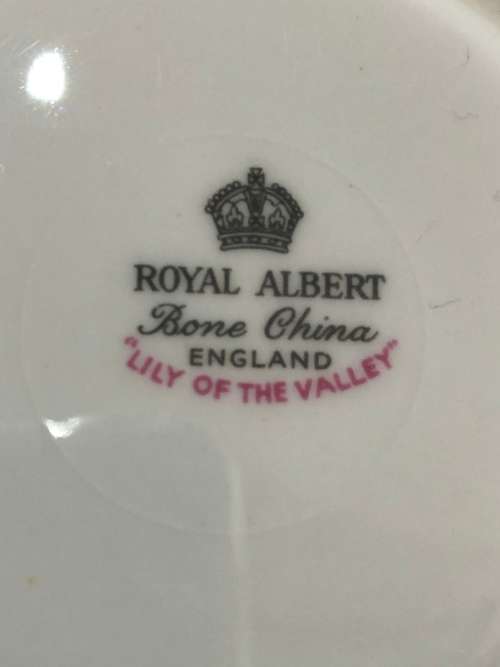 ROYAL ALBERT
Bone China
ENGLAND
"LILY OF THE VALLEY"